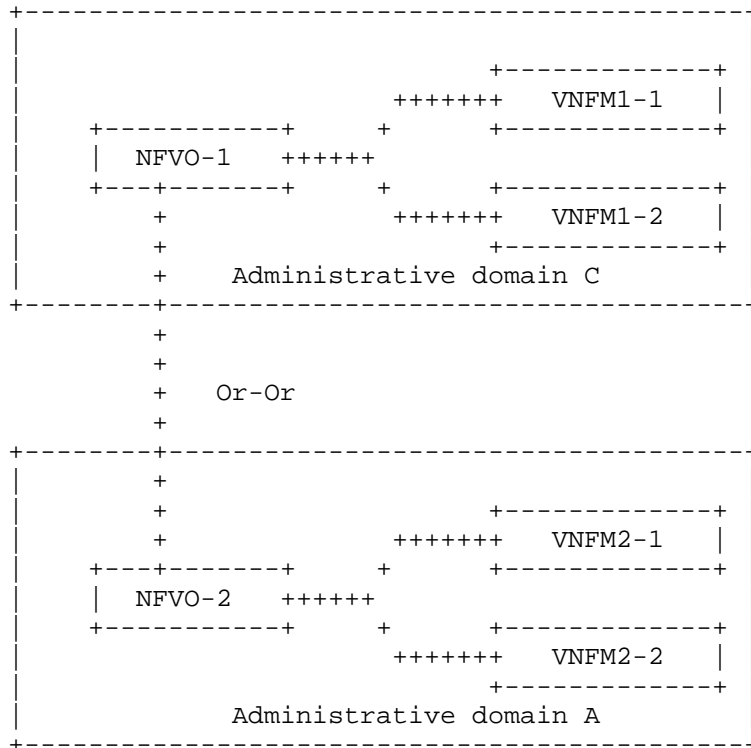 VNFM1-1
NFVO-1
VNFM1-2
Administrative domain C
Or-Or
VNFM2-1
NFVO-2
VNFM2-2
Administrative domain A